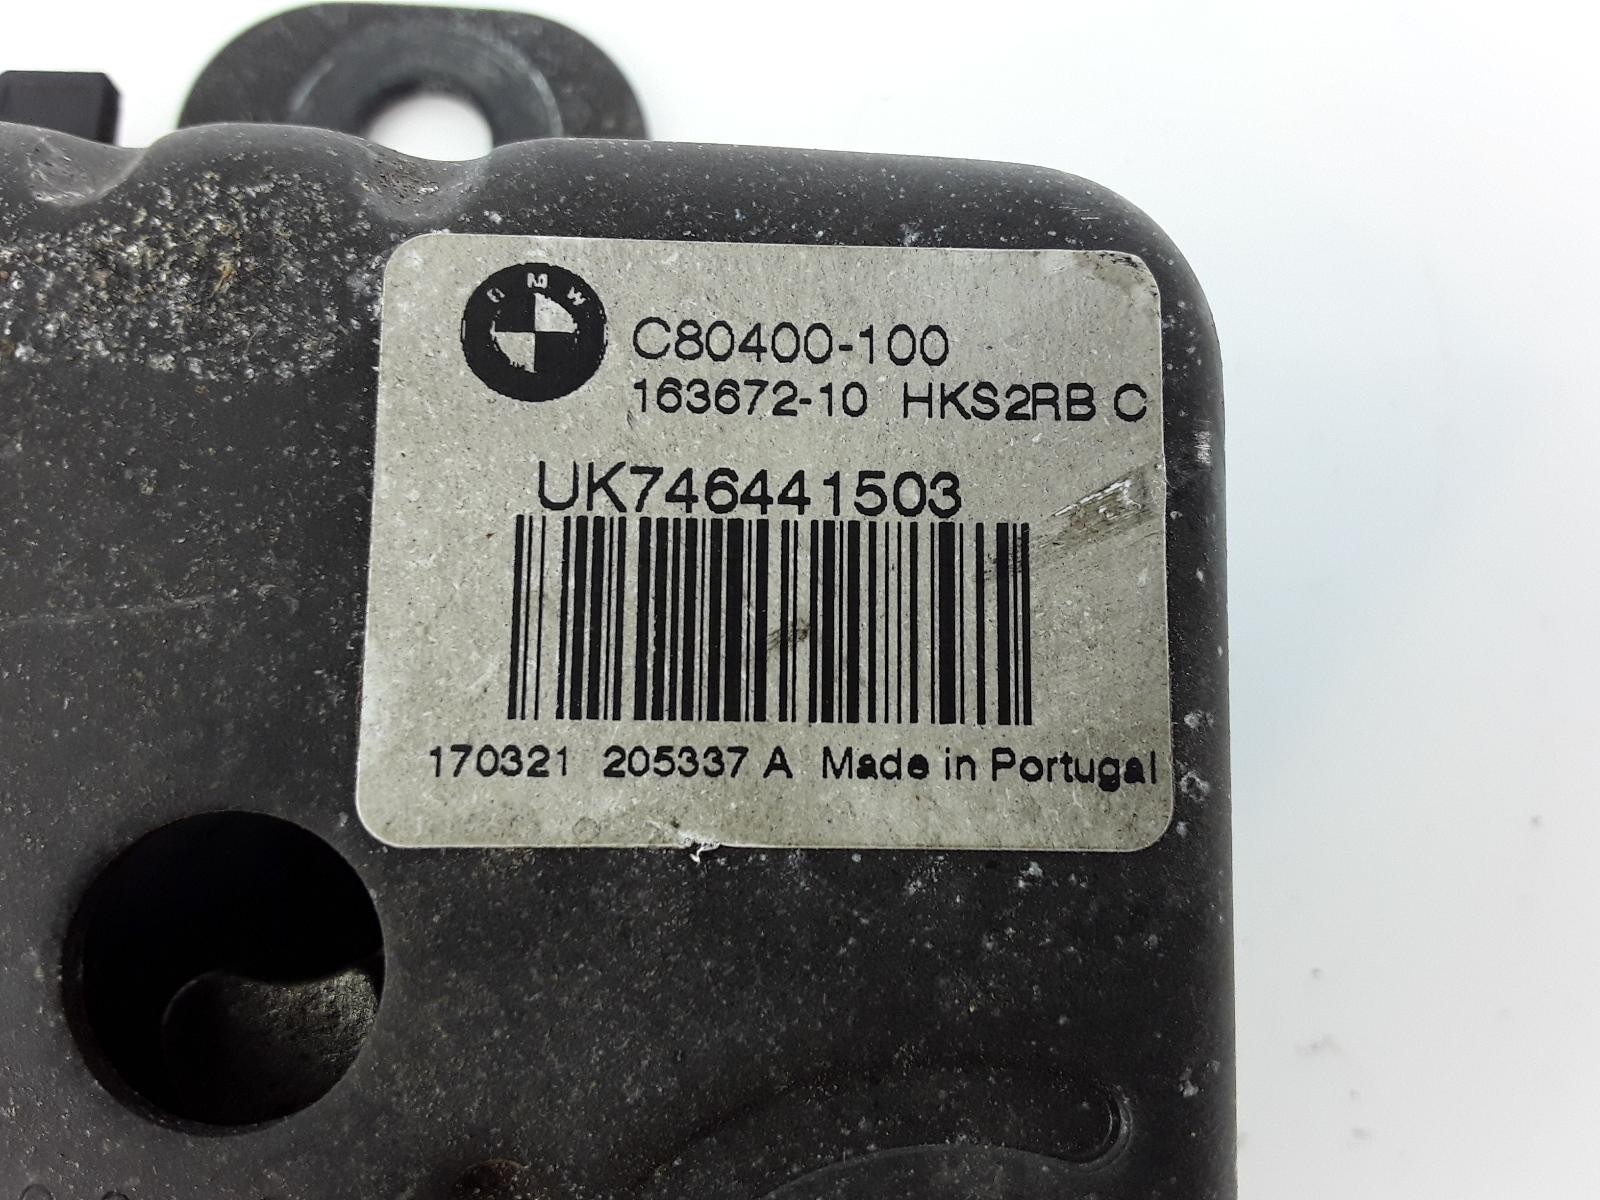 BMW
C80400-100
163672-10 HKS2RB C
UK746441503
170321 205337 A Made in Portugal